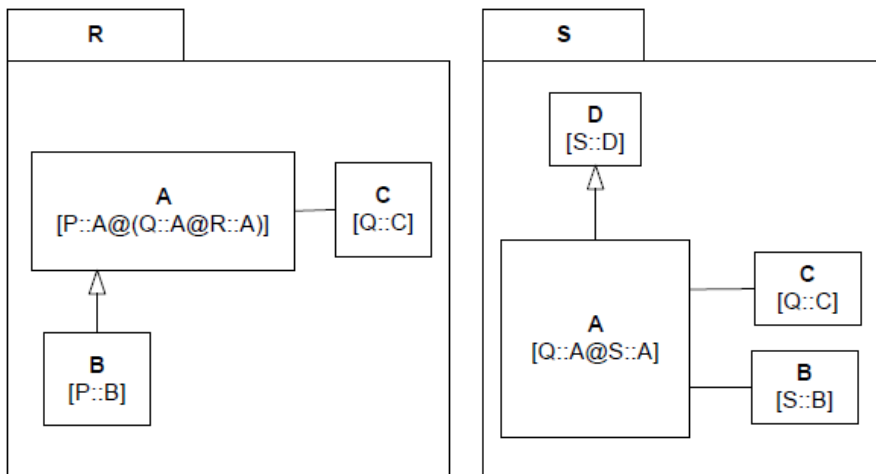 R
A
[P::A@(Q::A@R::A)]
C
[Q::C]
B
[P::B]
S
D
[S::D]
A
[Q::A@S::A]
C
[Q::C]
B
[S::B]